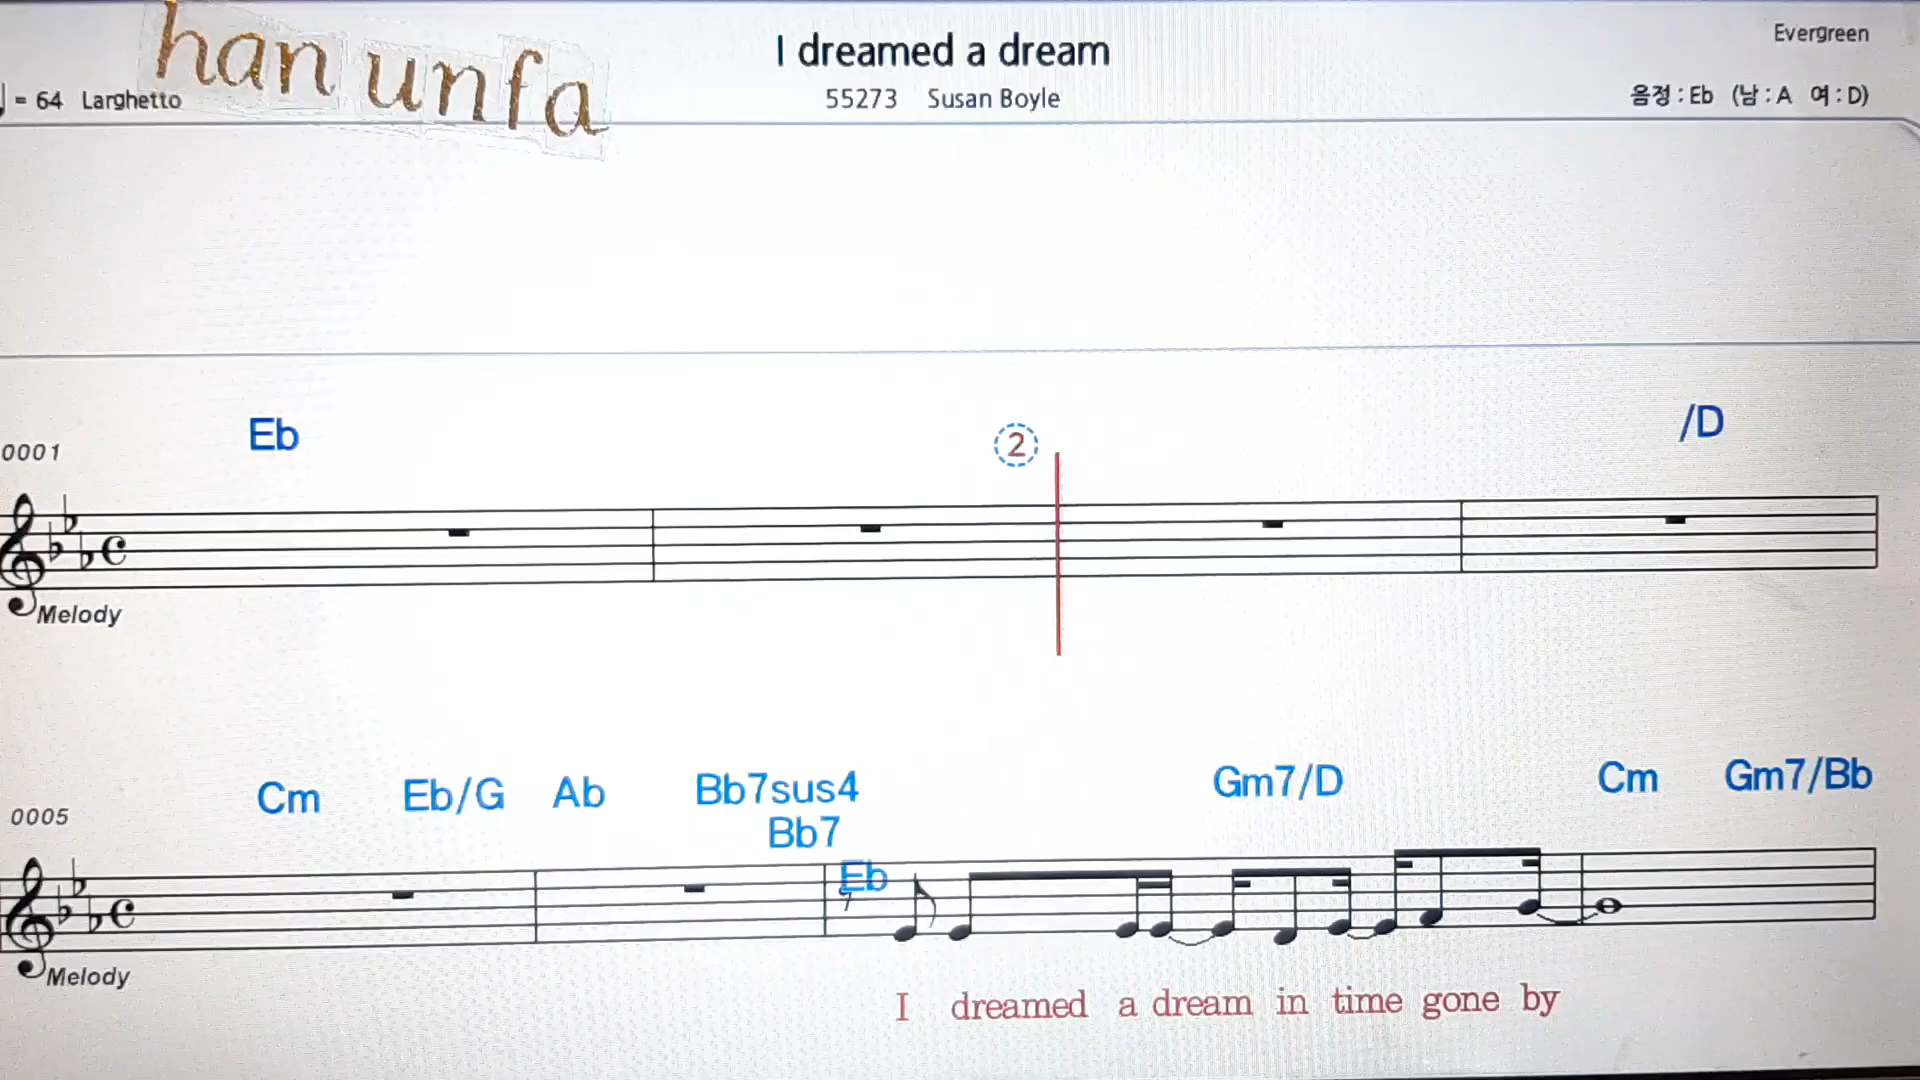 han unfa
I dreamed a dream
Evergreen
= 64 Larghetto
55273 Susan Boyle
음정 : Eb (남 : A 여 : D)
Eb
2
/D
0001
Melody
Cm Eb/G Ab Bb7sus4 Gm7/D Cm Gm7/Bb
0005
Bb7
Eb
Melody
I dreamed a dream in time gone by